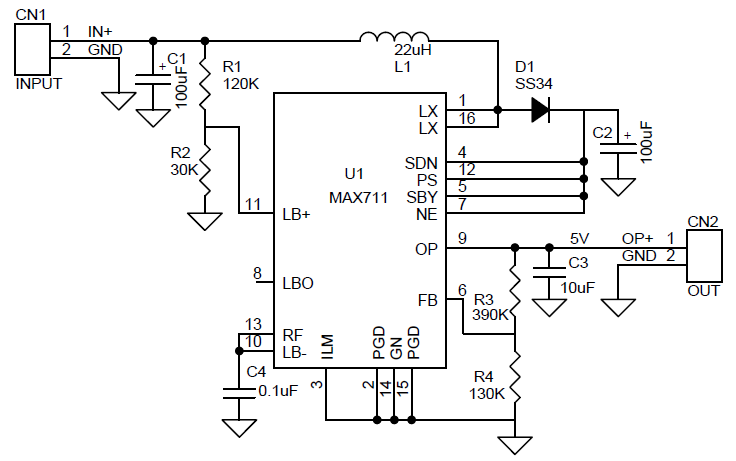 CN1
1 IN+
2 GND
INPUT
+ C1
100uF
R1
120K
22uH
L1
D1
SS34
R2
30K
U1
MAX711
LX 1
LX 16
SDN 4
PS 12
SBY 5
NE 7
C2 +
100uF
11 LB+
OP 9
5V
OP+ 1
GND 2
CN2
OUT
8 LBO
C3
10uF
FB 6
R3
390K
13 RF
10 LB-
C4
0.1uF
ILM
PGD
GN
PGD
3
2
14
15
R4
130K